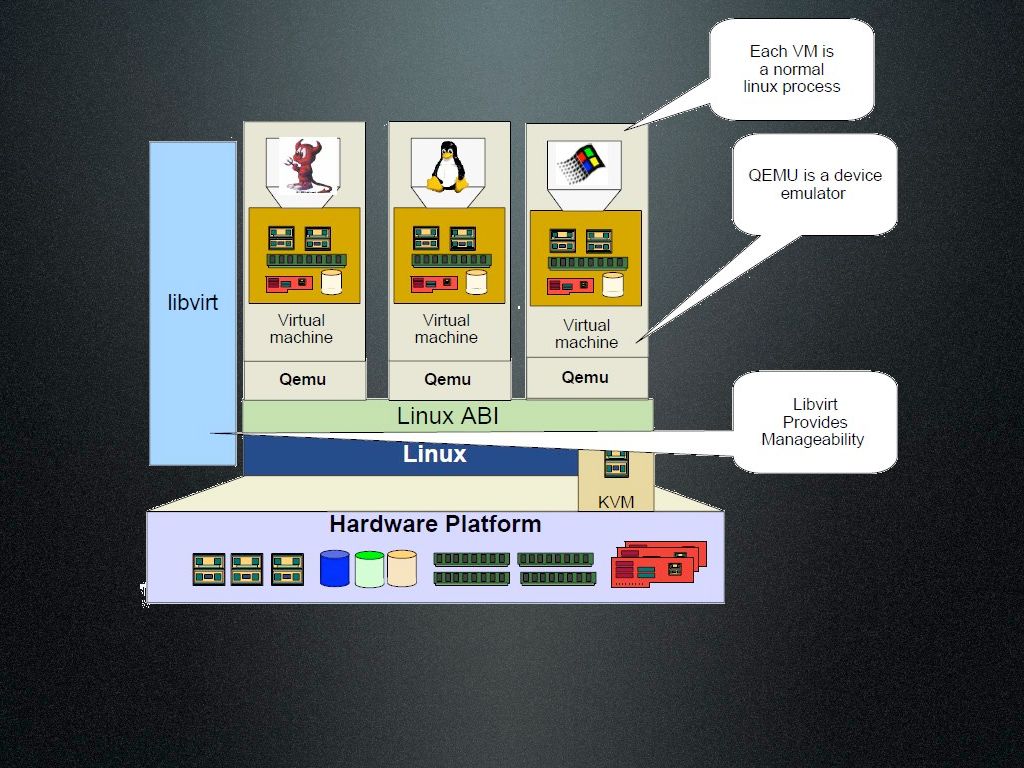 Each VM is
a normal
linux process
QEMU is a device
emulator
libvirt
Virtual
machine
Qemu
Virtual
machine
Qemu
Virtual
machine
Qemu
Linux ABI
Linux
KVM
Libvirt
Provides
Manageability
Hardware Platform